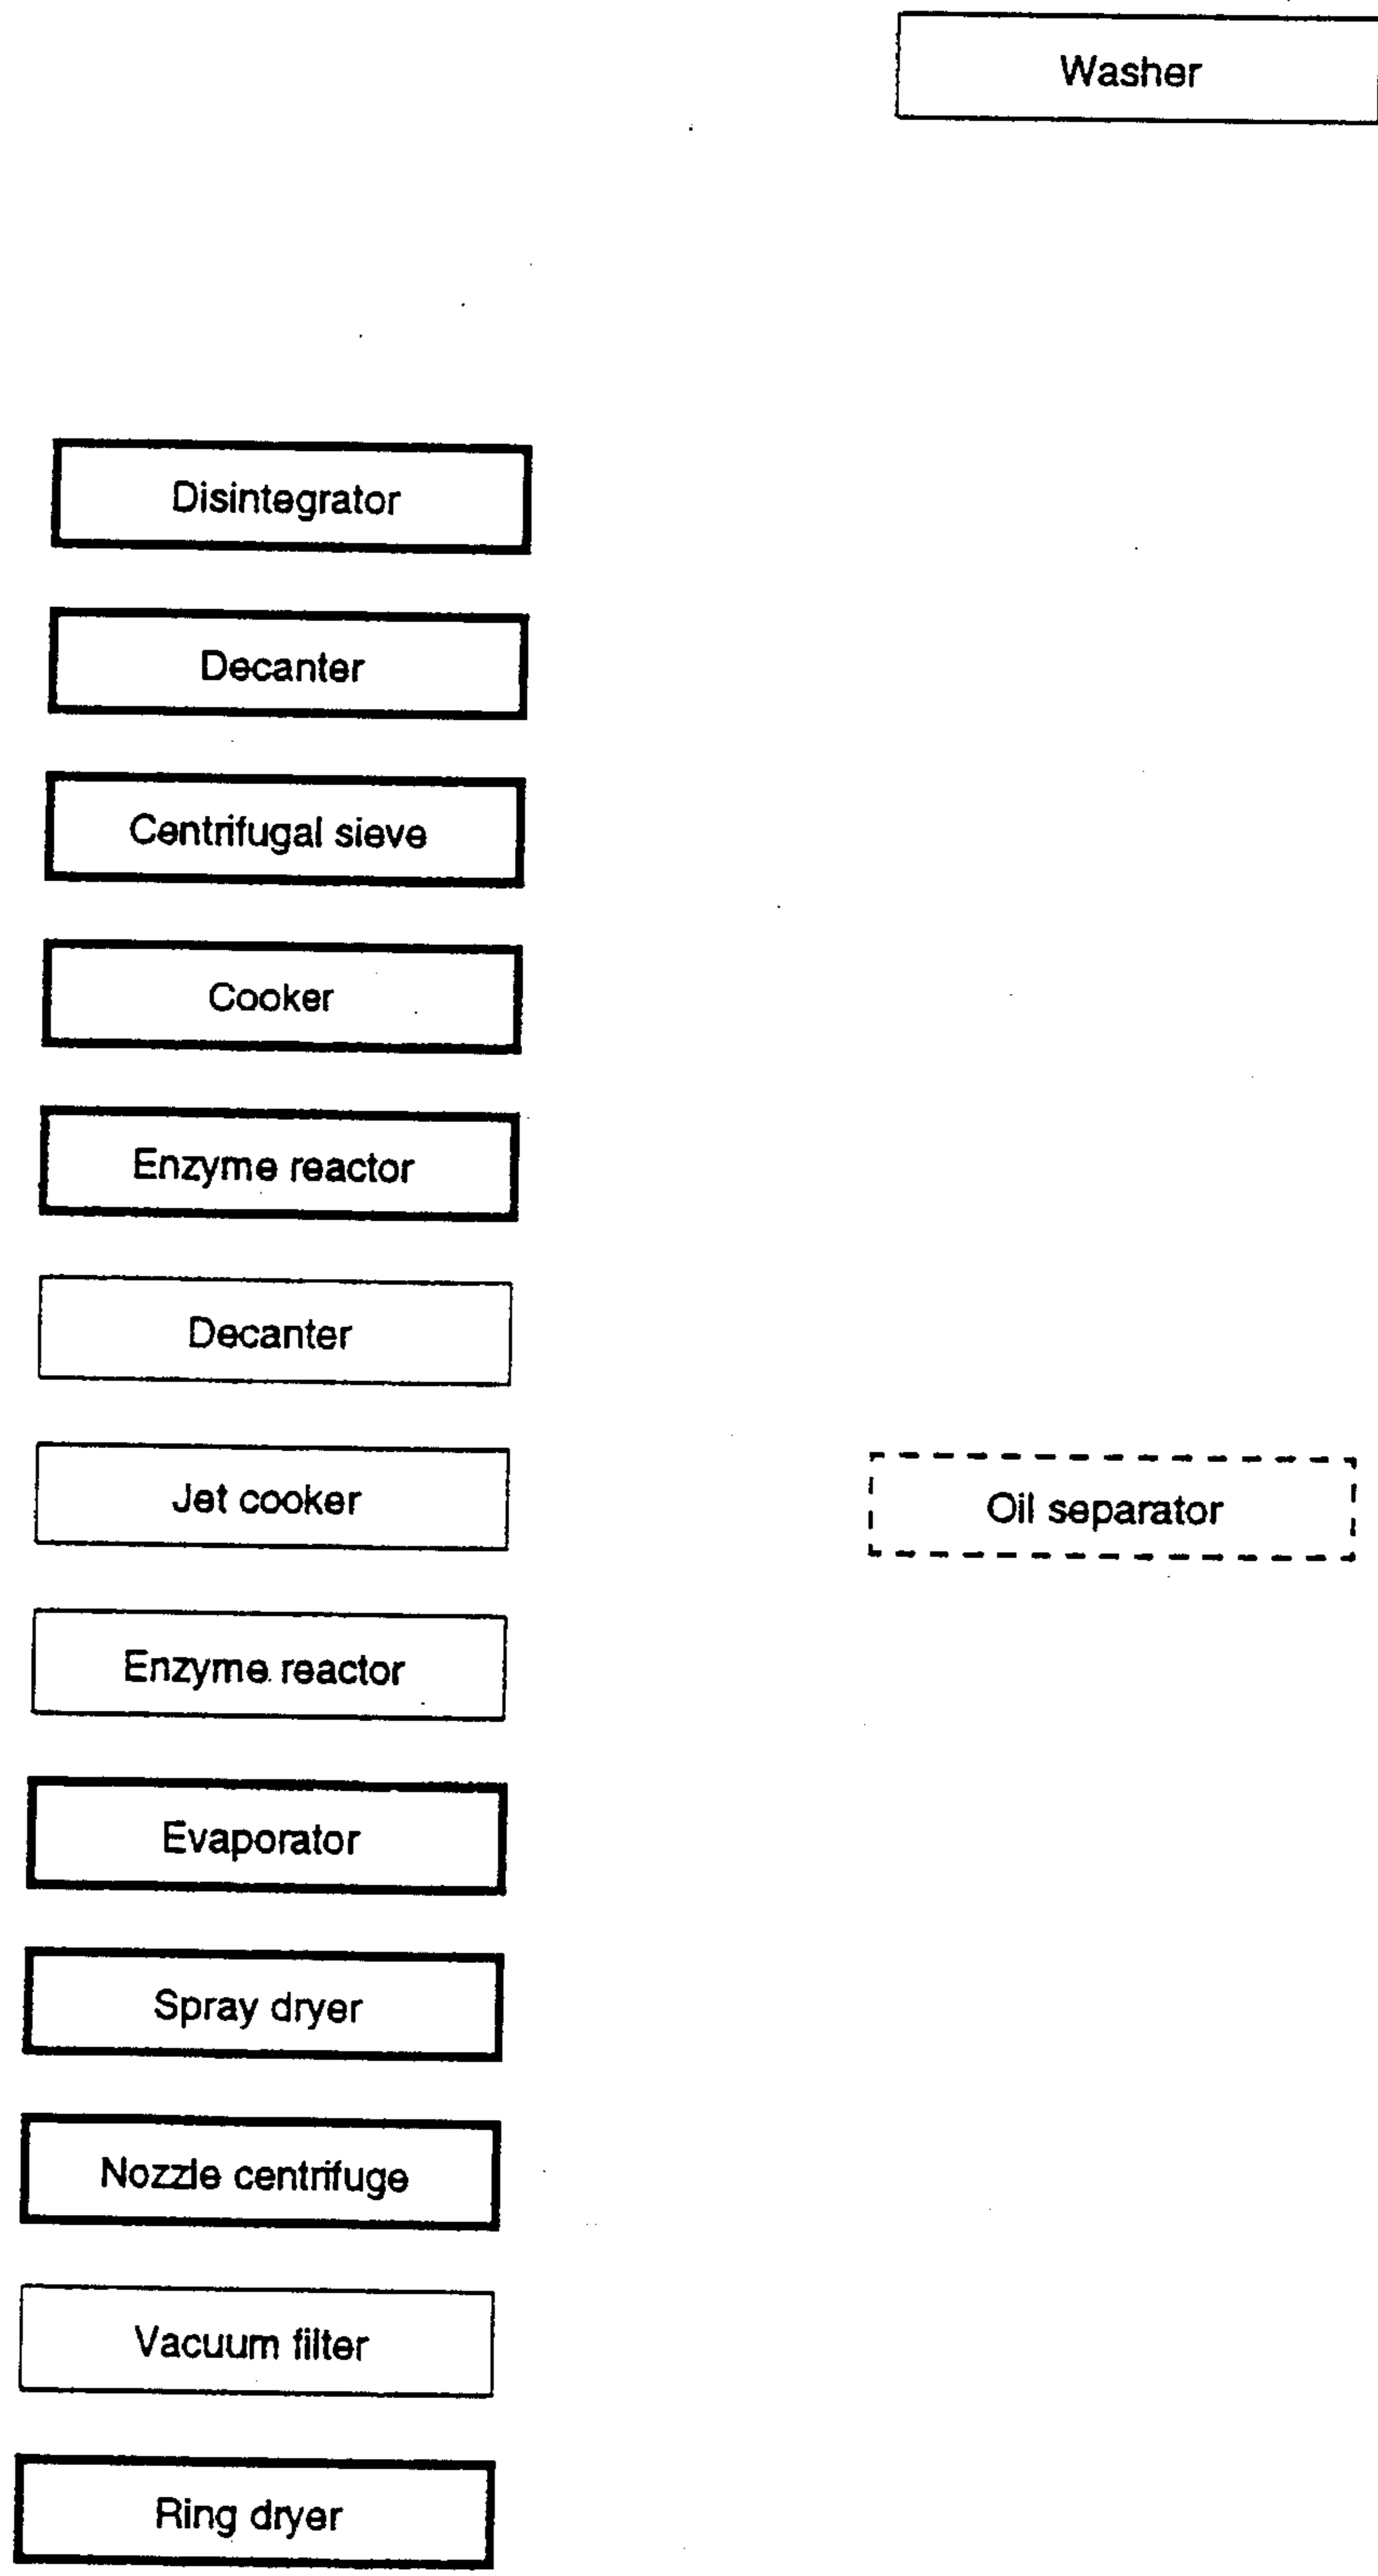 Washer
Disintegrator
Decanter
Centrifugal sieve
Cooker
Enzyme reactor
Decanter
Jet cooker
Oil separator
Enzyme reactor
Evaporator
Spray dryer
Nozzle centrifuge
Vacuum filter
Ring dryer